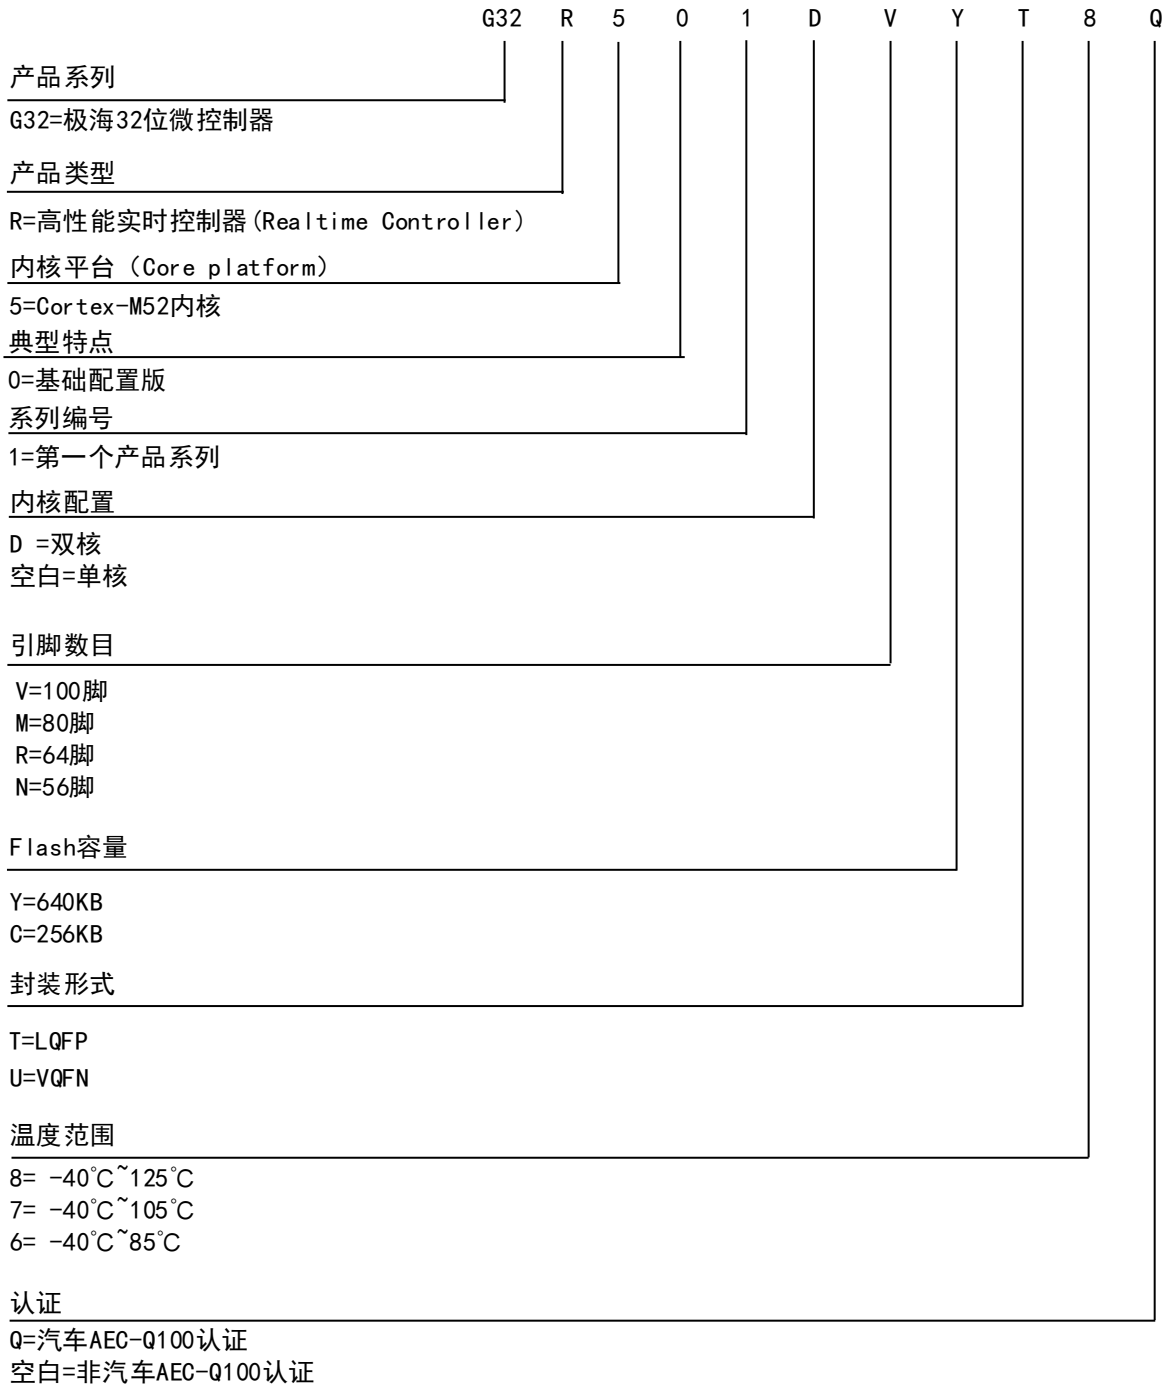 G32 R 5 0 1 D V Y T 8 Q
产品系列
G32=极海32位微控制器
产品类型
R=高性能实时控制器(Realtime Controller)
内核平台（Core platform）
5=Cortex-M52内核
典型特点
0=基础配置版
系列编号
1=第一个产品系列
内核配置
D =双核
空白=单核
引脚数目
V=100脚
M=80脚
R=64脚
N=56脚
Flash容量
Y=640KB
C=256KB
封装形式
T=LQFP
U=VQFN
温度范围
8= -40℃~125℃
7= -40℃~105℃
6= -40℃~85℃
认证
Q=汽车AEC-Q100认证
空白=非汽车AEC-Q100认证